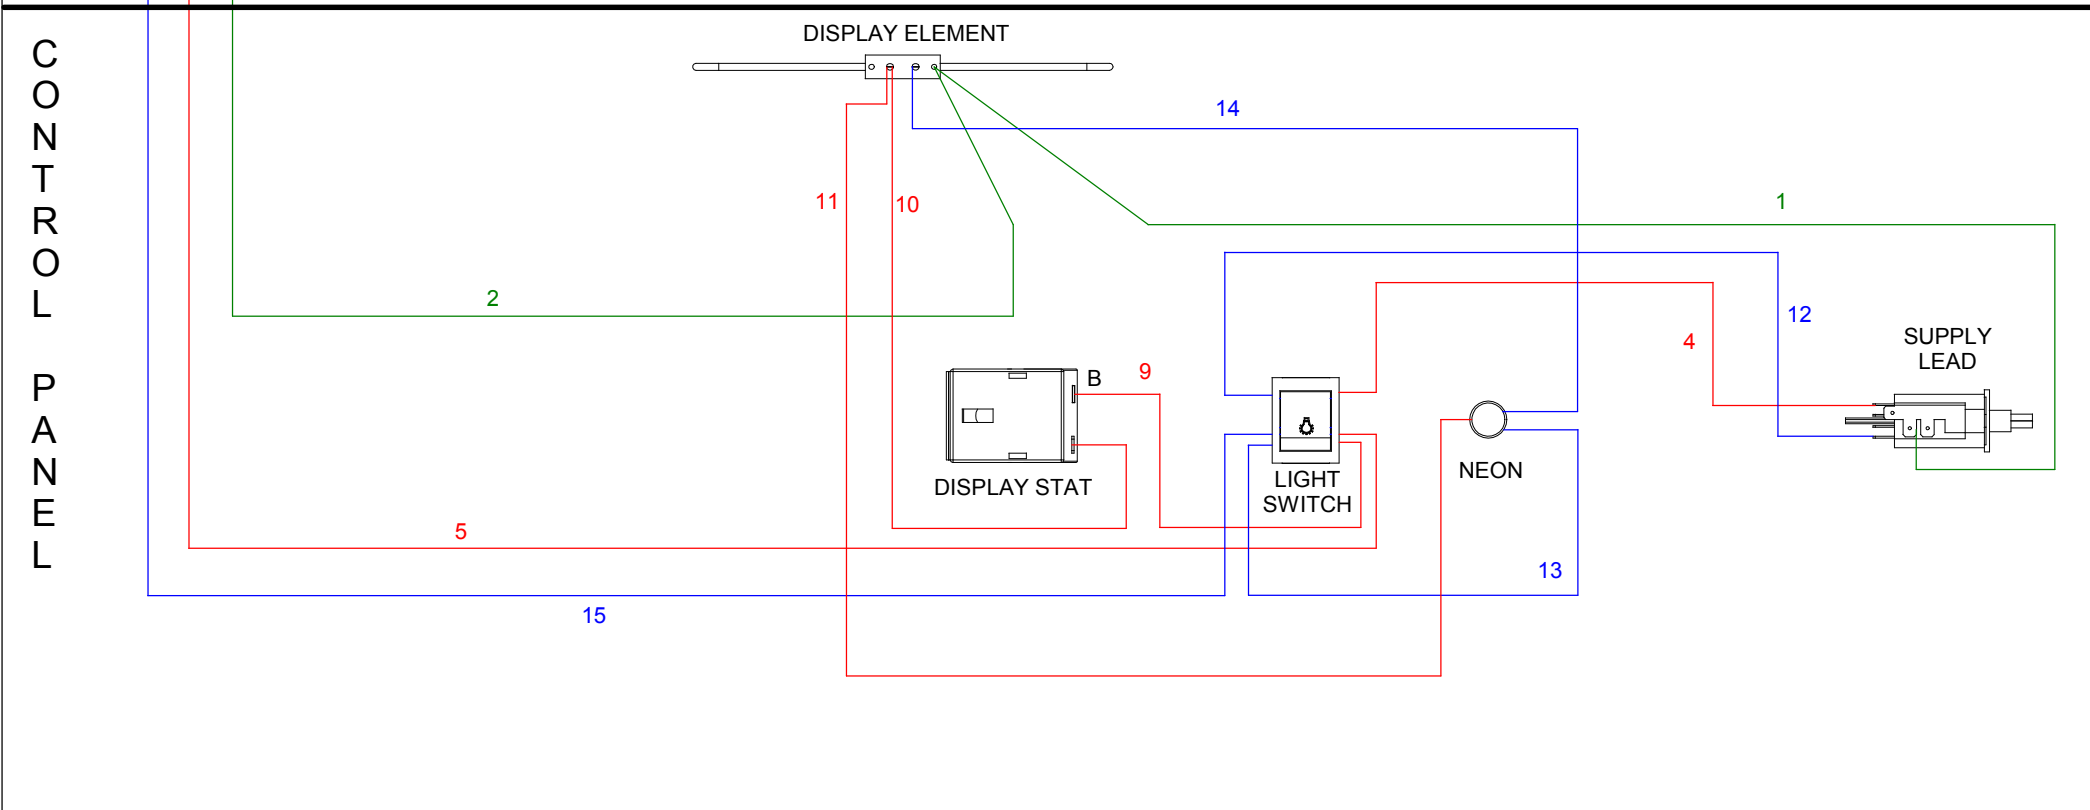 CONTROL PANEL
DISPLAY ELEMENT
14
11
10
1
2
12
4
SUPPLY
LEAD
B
9
NEON
LIGHT
SWITCH
DISPLAY STAT
5
13
15